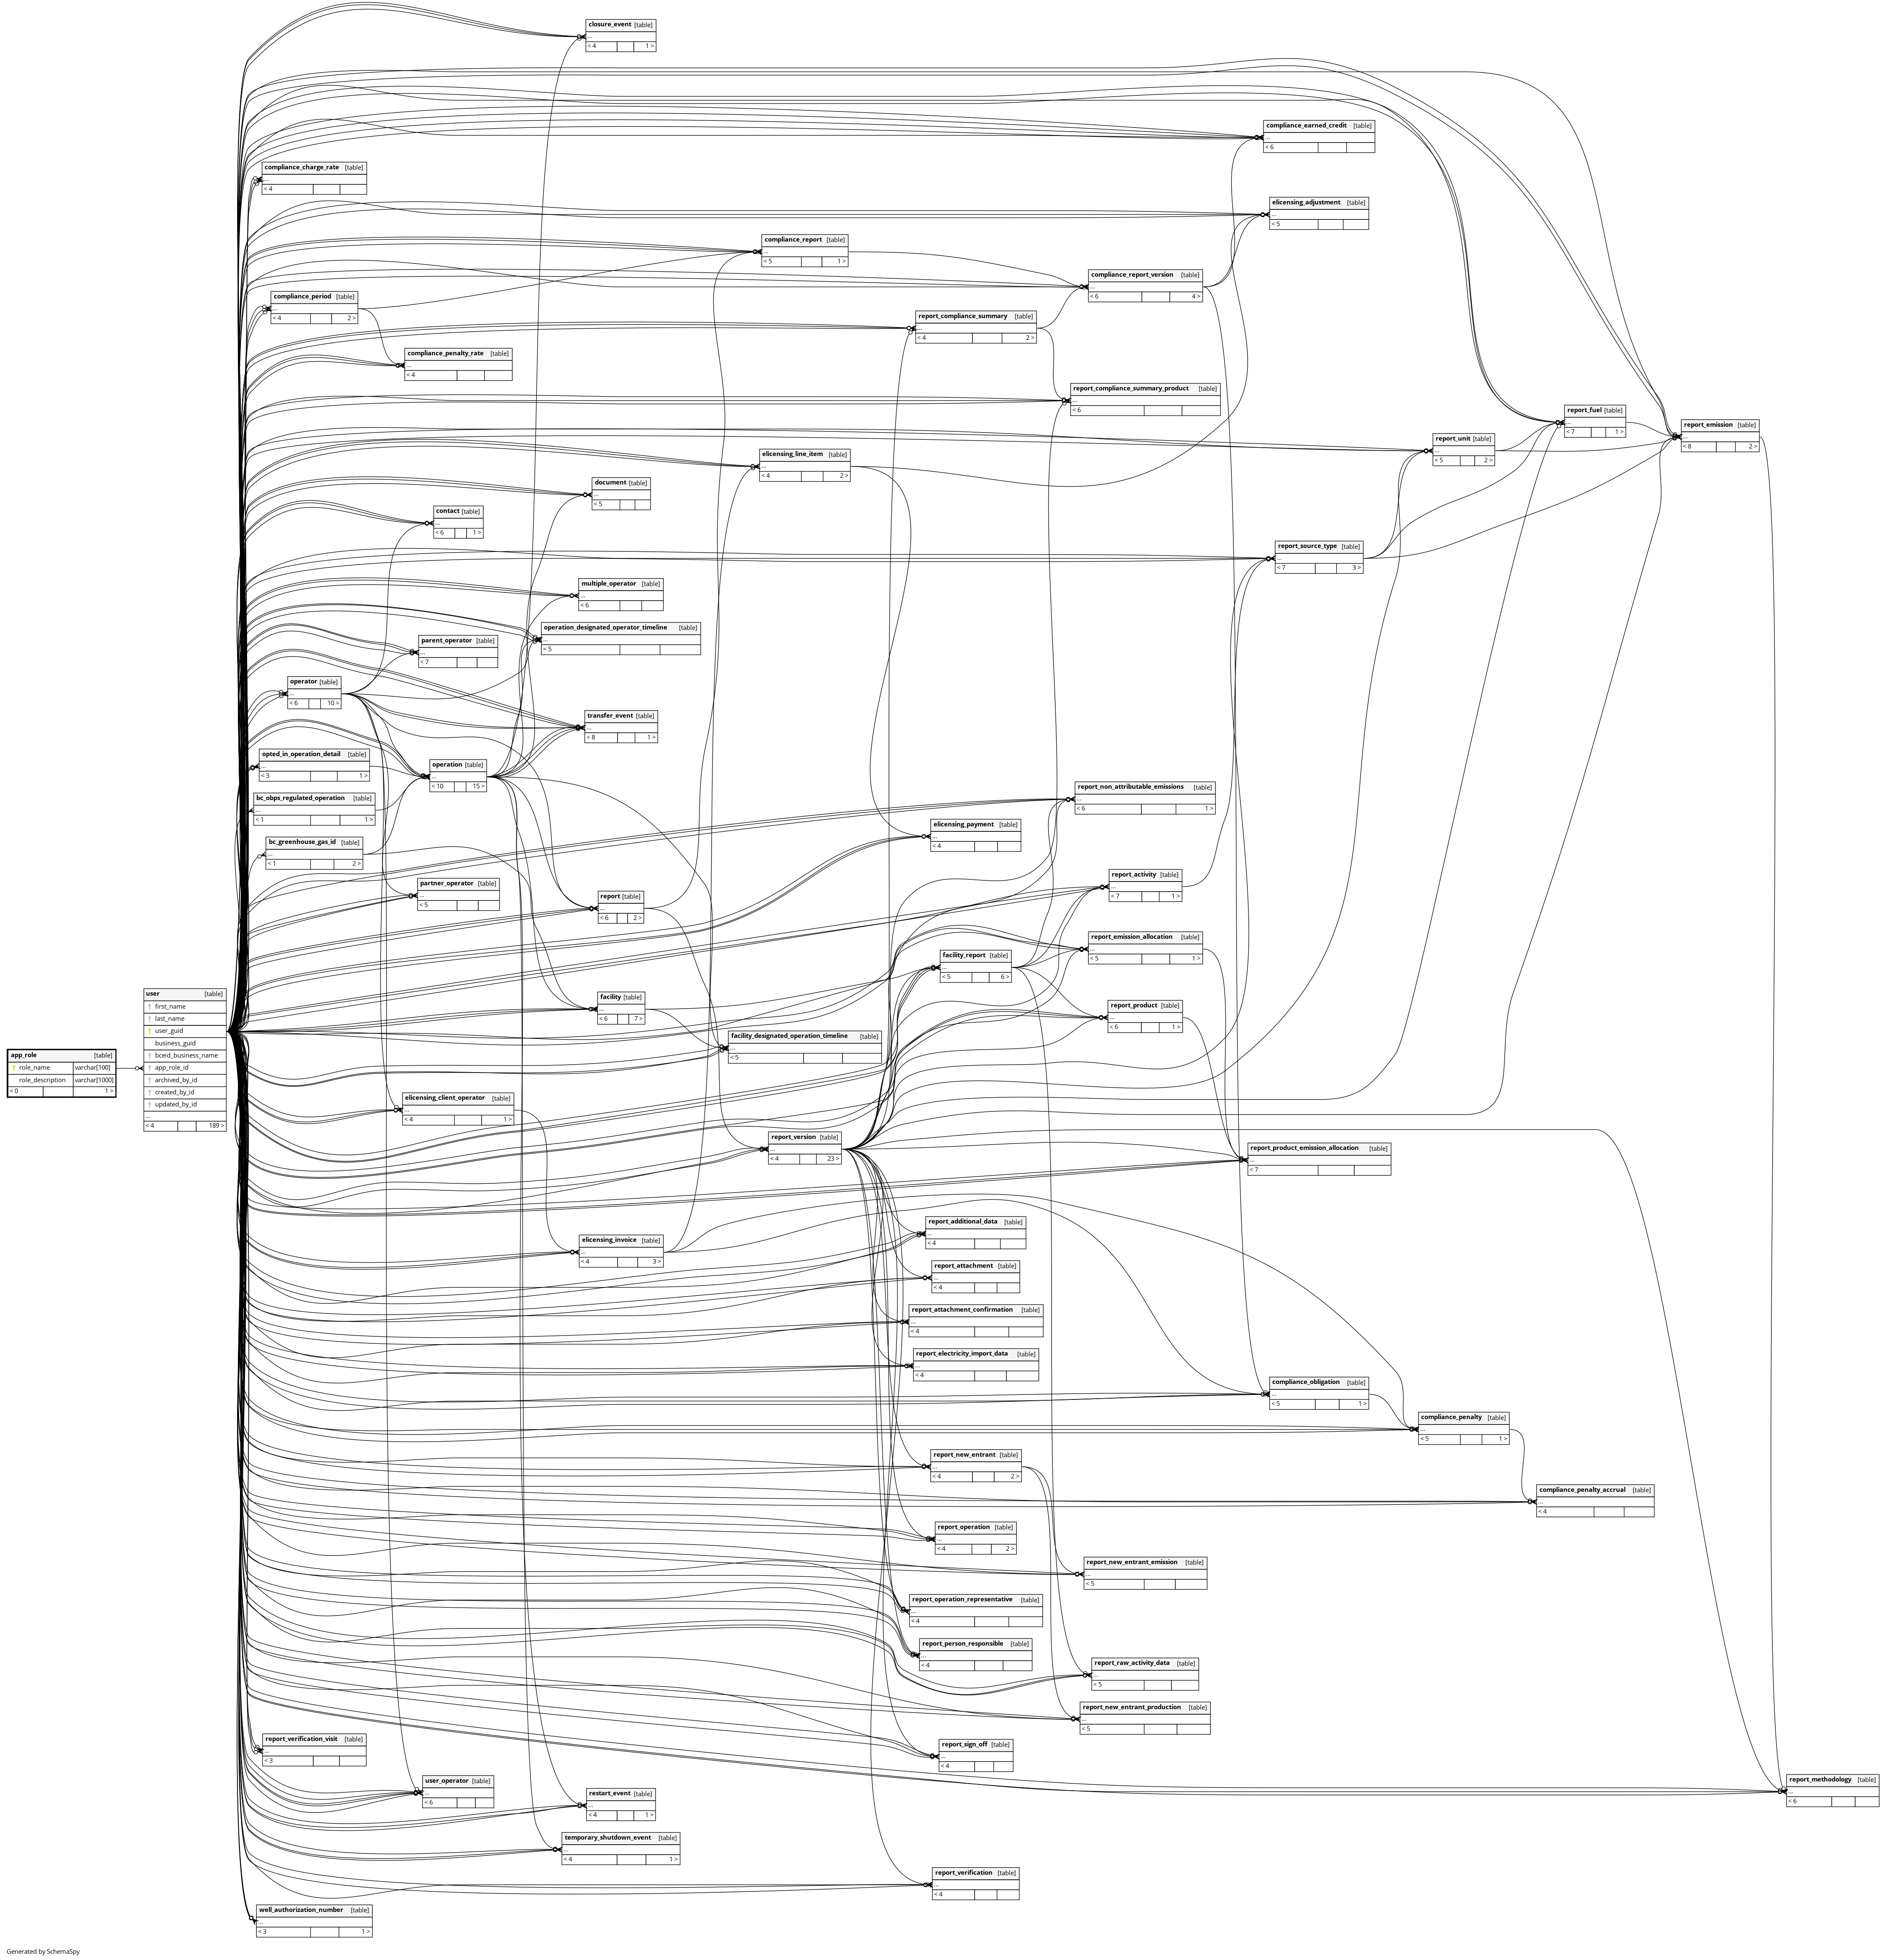 closure_event [table]
...
< 4 1 >
compliance_earned_credit [table]
...
< 6
compliance_charge_rate [table]
...
< 4
elicensing_adjustment [table]
...
< 5
compliance_report [table]
...
< 5 1 >
compliance_report_version [table]
...
< 6 4 >
compliance_period [table]
...
< 4 2 >
report_compliance_summary [table]
...
< 4 2 >
compliance_penalty_rate [table]
...
< 4
report_compliance_summary_product [table]
...
< 6
report_fuel [table]
...
< 7 1 >
report_emission [table]
...
< 8 2 >
report_unit [table]
...
< 5 2 >
elicensing_line_item [table]
...
< 4 2 >
document [table]
...
< 5
contact [table]
...
< 6 1 >
report_source_type [table]
...
< 7 3 >
multiple_operator [table]
...
< 6
operation_designated_operator_timeline [table]
...
< 5
parent_operator [table]
...
< 7
operator [table]
...
< 6 10 >
transfer_event [table]
...
< 8 1 >
opted_in_operation_detail [table]
...
< 3 1 >
operation [table]
...
< 10 15 >
report_non_attributable_emissions [table]
...
< 6 1 >
bc_obps_regulated_operation [table]
...
< 1 1 >
elicensing_payment [table]
...
< 4
bc_greenhouse_gas_id [table]
...
< 1 2 >
report_activity [table]
...
< 7 1 >
partner_operator [table]
...
< 5
report [table]
...
< 6 2 >
report_emission_allocation [table]
...
< 5 1 >
facility_report [table]
...
< 5 6 >
user [table]
first_name
last_name
user_guid
business_guid
bceid_business_name
app_role_id
archived_by_id
created_by_id
updated_by_id
...
< 4 189 >
facility [table]
...
< 6 7 >
report_product [table]
...
< 6 1 >
facility_designated_operation_timeline [table]
...
< 5
app_role [table]
role_name varchar[100]
role_description varchar[1000]
< 0 1 >
elicensing_client_operator [table]
...
< 4 1 >
report_version [table]
...
< 4 23 >
report_product_emission_allocation [table]
...
< 7
report_additional_data [table]
...
< 4
elicensing_invoice [table]
...
< 4 3 >
report_attachment [table]
...
< 4
report_attachment_confirmation [table]
...
< 4
report_electricity_import_data [table]
...
< 4
compliance_obligation [table]
...
< 5 1 >
compliance_penalty [table]
...
< 5 1 >
report_new_entrant [table]
...
< 4 2 >
compliance_penalty_accrual [table]
...
< 4
report_operation [table]
...
< 4 2 >
report_new_entrant_emission [table]
...
< 5
report_operation_representative [table]
...
< 4
report_person_responsible [table]
...
< 4
report_raw_activity_data [table]
...
< 5
report_new_entrant_production [table]
...
< 5
report_verification_visit [table]
...
< 3
report_sign_off [table]
...
< 4
user_operator [table]
...
< 6
report_methodology [table]
...
< 6
restart_event [table]
...
< 4 1 >
temporary_shutdown_event [table]
...
< 4 1 >
report_verification [table]
...
< 4
well_authorization_number [table]
...
< 3 1 >
Generated by SchemaSpy